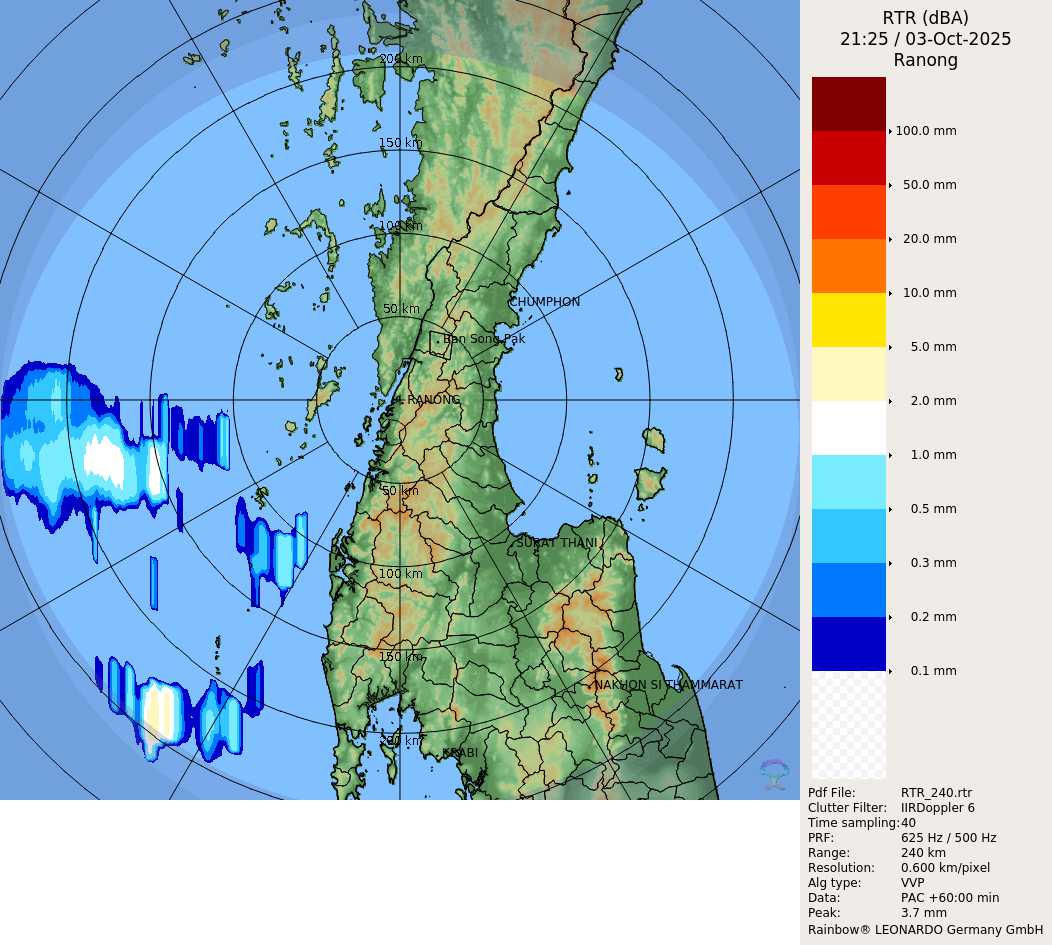 RTR (dBA)
21:25 / 03-Oct-2025
Ranong
200 km
150 km
100 km
50 km
CHUMPHON
Ban Song Pak
RANONG
50 km
SURAT THANI
100 km
150 km
NAKHON SI THAMMARAT
200 km
KRABI
100.0 mm
50.0 mm
20.0 mm
10.0 mm
5.0 mm
2.0 mm
1.0 mm
0.5 mm
0.3 mm
0.2 mm
0.1 mm
Pdf File: RTR_240.rtr
Clutter Filter: IIRDoppler 6
Time sampling:40
PRF: 625 Hz / 500 Hz
Range: 240 km
Resolution: 0.600 km/pixel
Alg type: VVP
Data: PAC +60:00 min
Peak: 3.7 mm
Rainbow® LEONARDO Germany GmbH